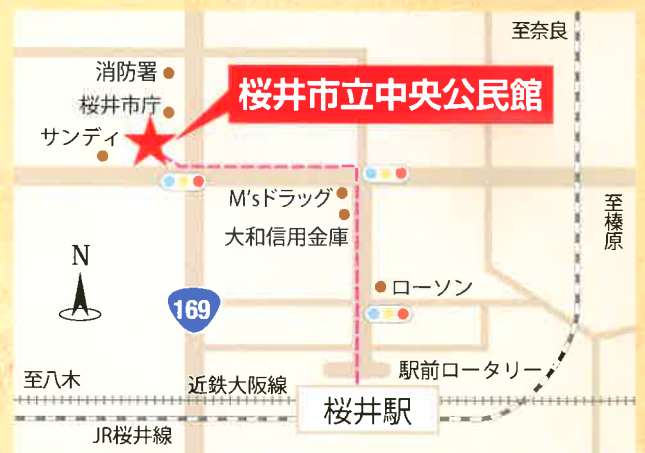 至奈良
消防署
桜井市庁
桜井市立中央公民館
サンディ
M'sドラッグ
至榛原
大和信用金庫
N
ローソン
169
駅前ロータリー
至八木
近鉄大阪線
桜井駅
JR桜井線